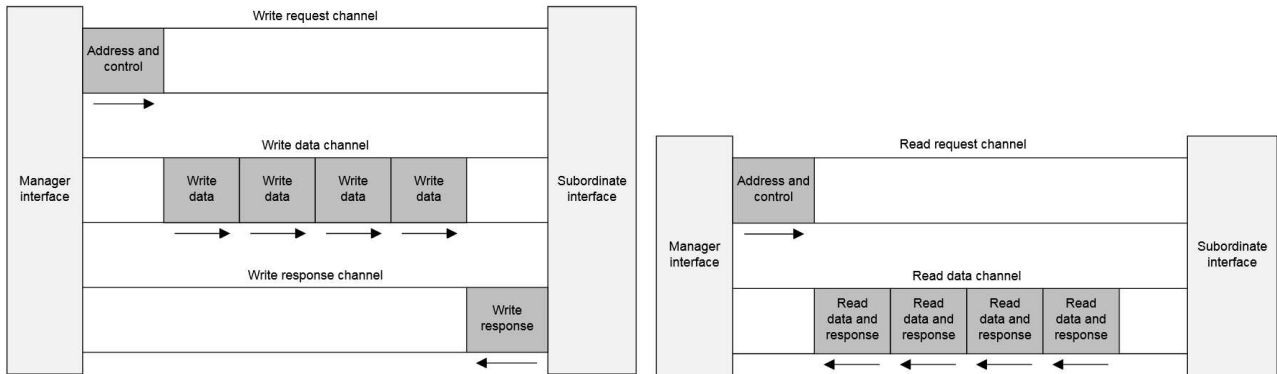 Write request channel
Address and
control
Write data channel
Manager
interface
Write
data
Write
data
Write
data
Write
data
Subordinate
interface
Write response channel
Write
response
Read request channel
Address and
control
Manager
interface
Subordinate
interface
Read data channel
Read
data and
response
Read
data and
response
Read
data and
response
Read
data and
response